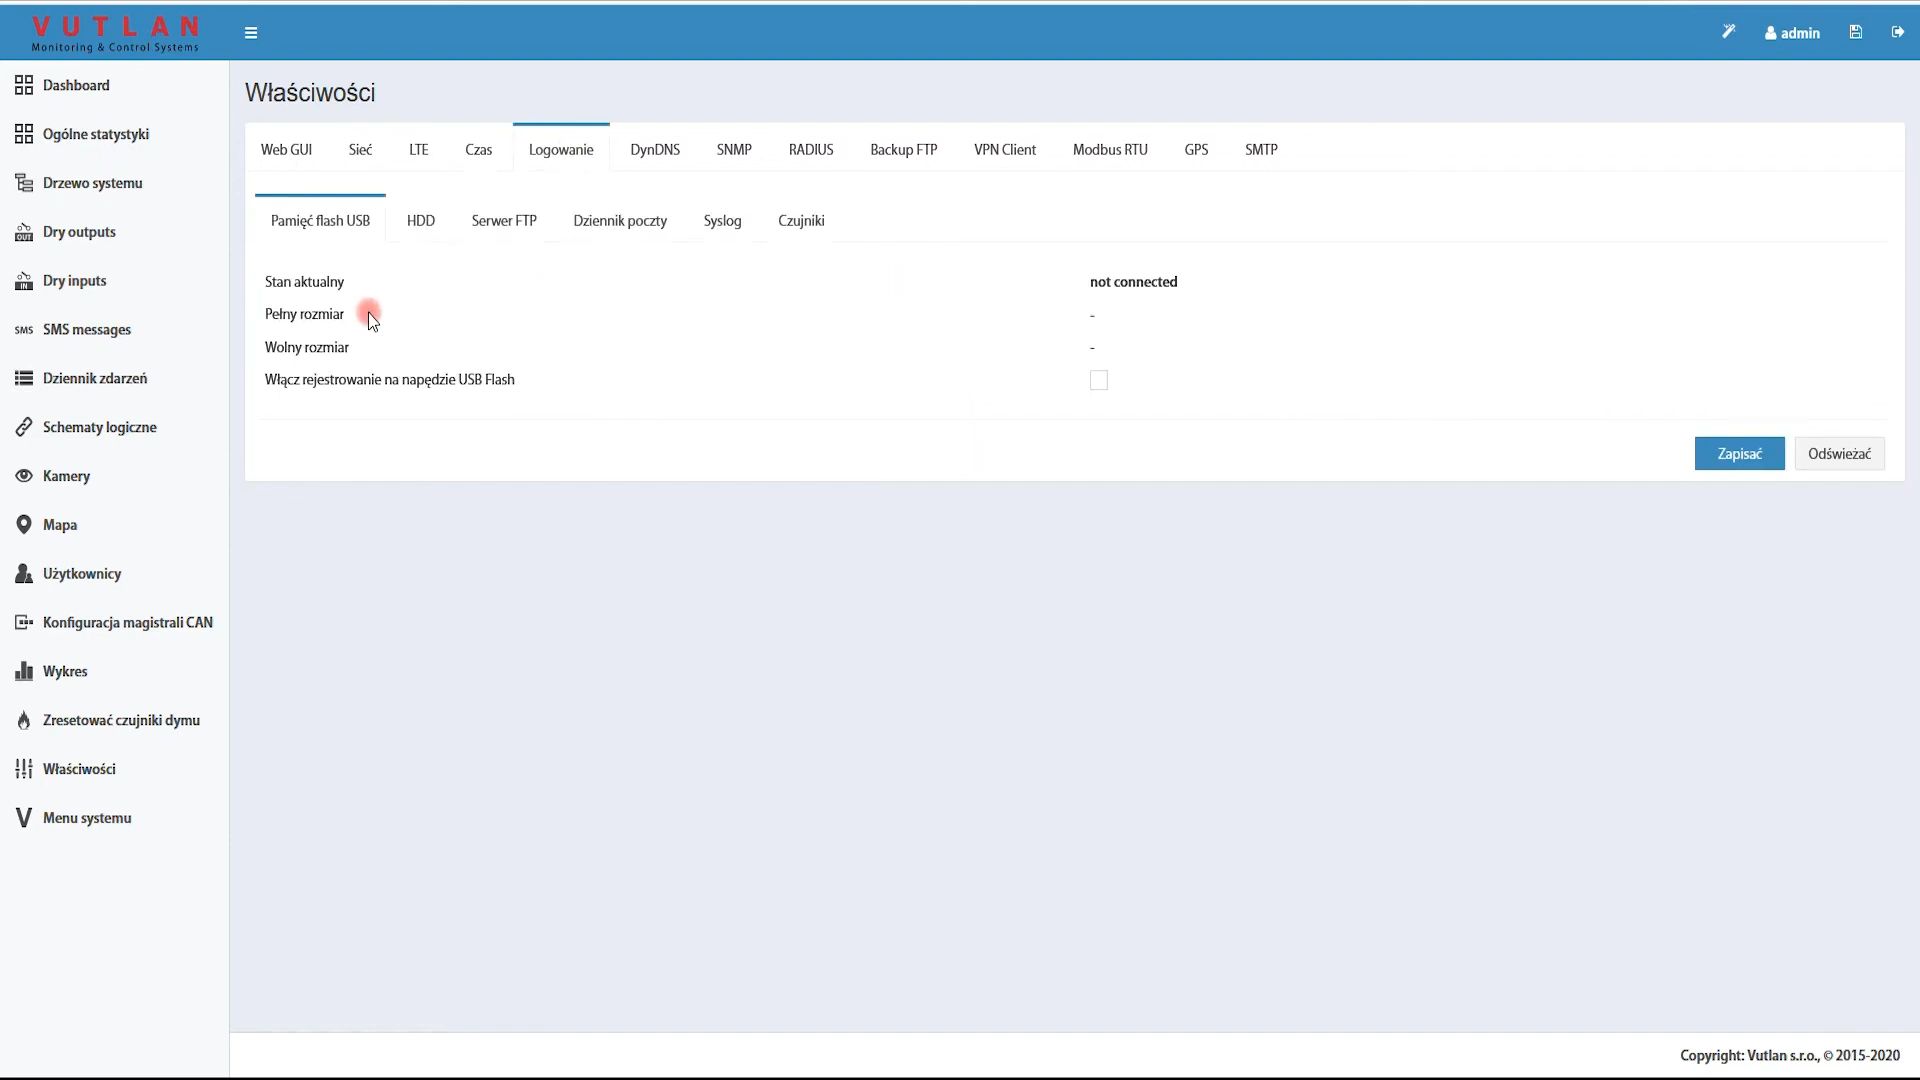 VUTLAN
Monitoring & Control Systems
admin
Dashboard
Ogólne statystyki
Drzewo systemu
OUT
Dry outputs
IN
Dry inputs
SMS
SMS messages
Dziennik zdarzeń
Schematy logiczne
Kamery
Mapa
Użytkownicy
Konfiguracja magistrali CAN
Wykres
Zresetować czujniki dymu
Właściwości
V Menu systemu
Właściwości
Web GUI Sieć LTE Czas Logowanie DynDNS SNMP RADIUS Backup FTP VPN Client Modbus RTU GPS SMTP
Pamięć flash USB HDD Serwer FTP Dziennik poczty Syslog Czujniki
Stan aktualny not connected
Pełny rozmiar -
Wolny rozmiar -
Włącz rejestrowanie na napędzie USB Flash
Zapisać Odświeżać
Copyright: Vutlan s.r.o., © 2015-2020